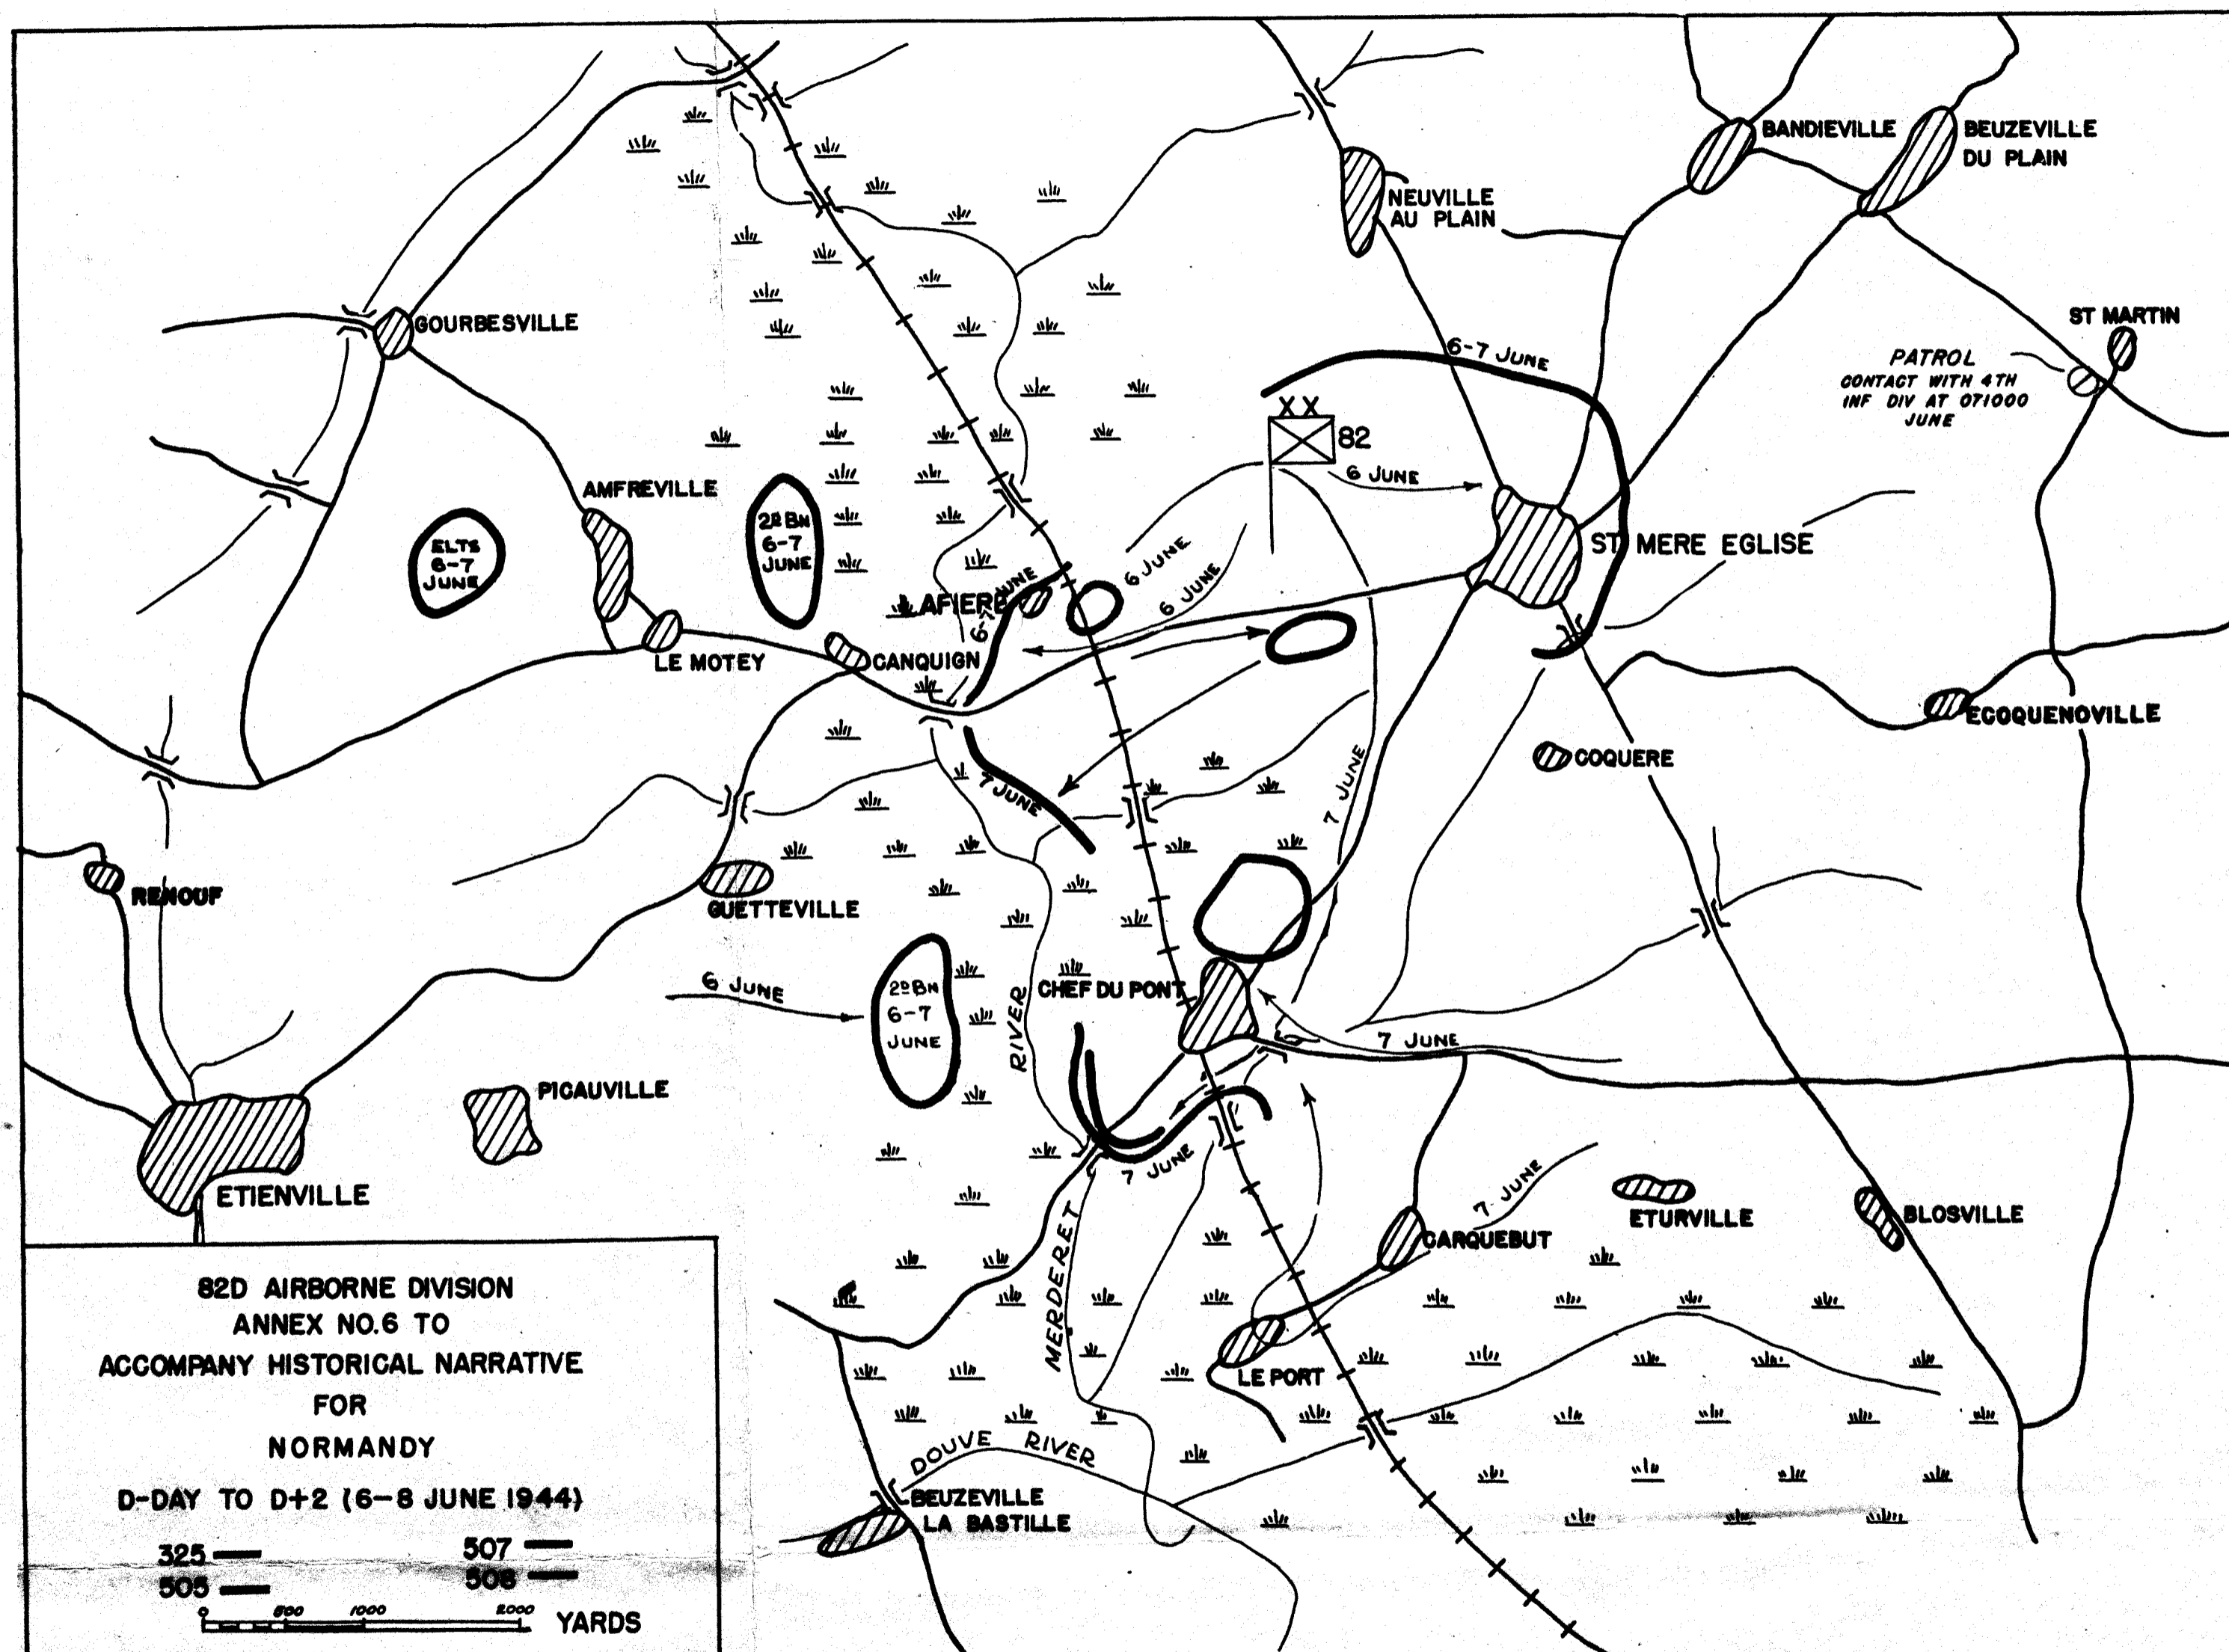 BANDIEVILLE
BEUZEVILLE
DU PLAIN
NEUVILLE
AU PLAIN
GOURBESVILLE
ST MARTIN
PATROL
CONTACT WITH 4TH
INF DIV AT 071000
JUNE
6-7 JUNE
XX
82
6 JUNE
AMFREVILLE
2D BN
6-7
JUNE
ELTS
6-7
JUNE
ST MERE EGLISE
6 JUNE
6 JUNE
LAFIERE
6-7 JUNE
LE MOTEY
CANQUIGN
ECOQUENOVILLE
COQUERE
7 JUNE
7 JUNE
RENOUF
GUETTEVILLE
6 JUNE
2D BN
6-7
JUNE
RIVER
CHEF DU PONT
7 JUNE
PICAUVILLE
7 JUNE
7 JUNE
ETIENVILLE
ETURVILLE
BLOSVILLE
CARQUEBUT
MERDERET
LE PORT
DOUVE RIVER
BEUZEVILLE
LA BASTILLE
82D AIRBORNE DIVISION
ANNEX NO.6 TO
ACCOMPANY HISTORICAL NARRATIVE
FOR
NORMANDY
D-DAY TO D+2 (6-8 JUNE 1944)
325 507
505 508
0 500 1000 2000 YARDS